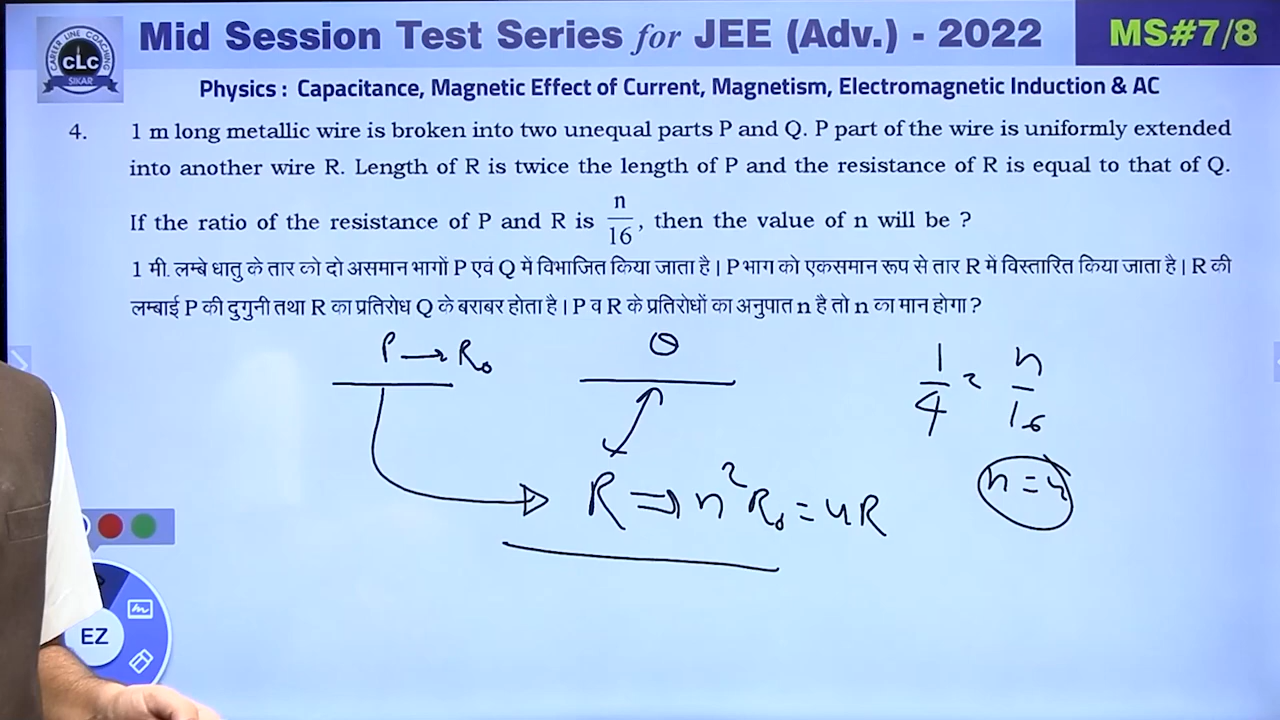 CAREER LINE COACHING
CLC
SIKAR
Mid Session Test Series for JEE (Adv.) - 2022
MS#7/8
Physics : Capacitance, Magnetic Effect of Current, Magnetism, Electromagnetic Induction & AC
4. 1 m long metallic wire is broken into two unequal parts P and Q. P part of the wire is uniformly extended
into another wire R. Length of R is twice the length of P and the resistance of R is equal to that of Q.
If the ratio of the resistance of P and R is n/16, then the value of n will be ?
1 मी. लम्बे धातु के तार को दो असमान भागों P एवं Q में विभाजित किया जाता है। P भाग को एकसमान रूप से तार R में विस्तारित किया जाता है। R की
लम्बाई P की दुगुनी तथा R का प्रतिरोध Q के बराबर होता है। P व R के प्रतिरोधों का अनुपात n है तो n का मान होगा ?
P → R₀
Q
1/4 = n/16
R ⇒ n²R₀ = 4R
n = 4
EZ